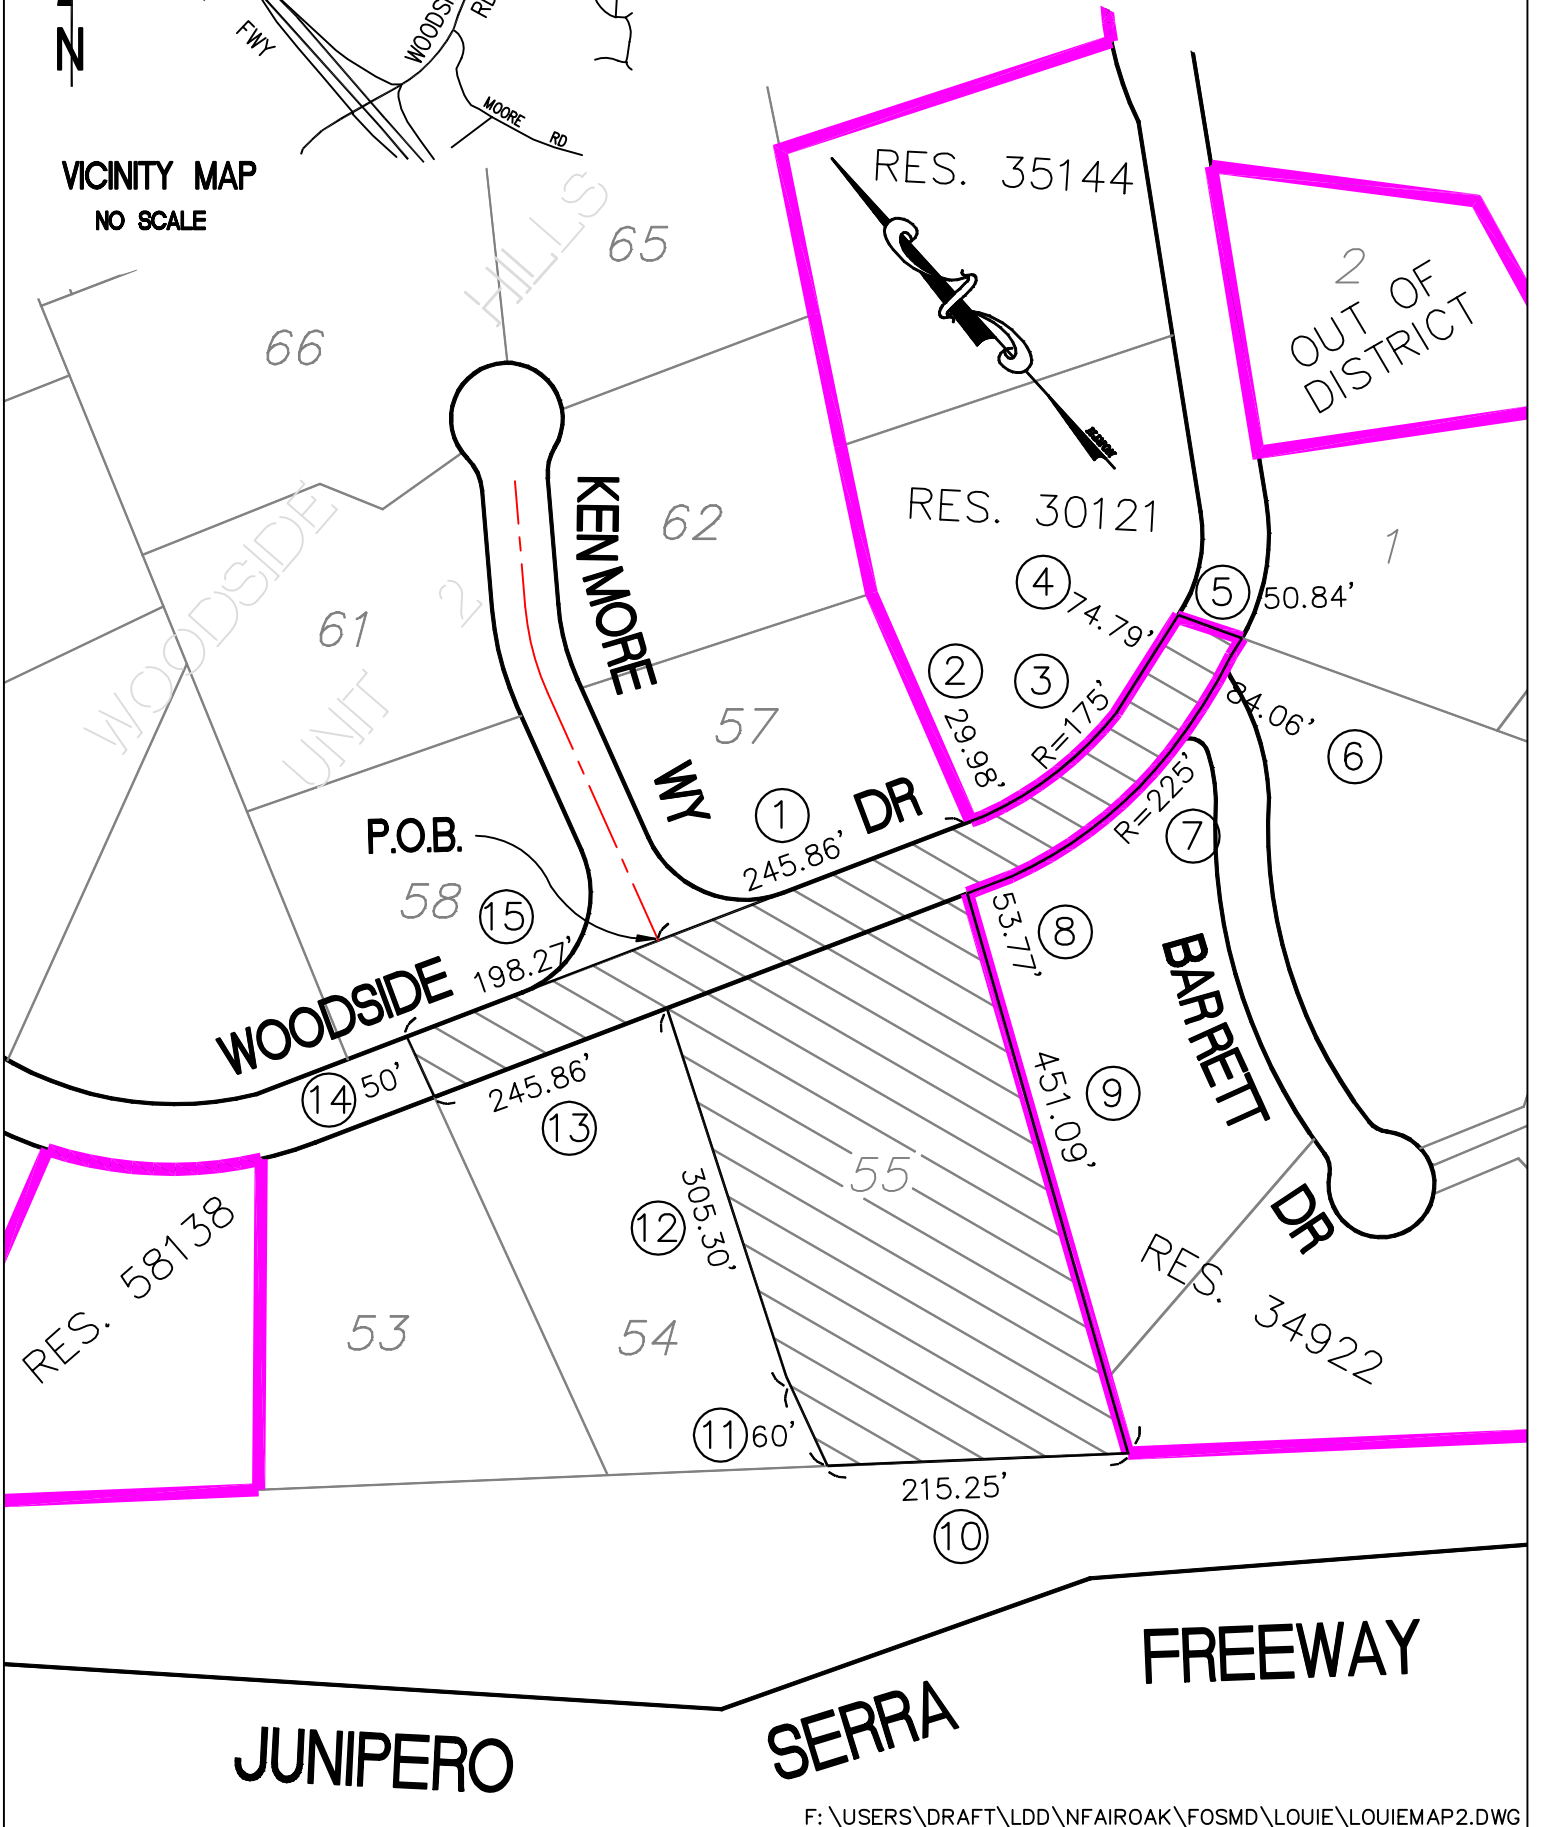 N
FWY
MOORE RD
VICINITY MAP
NO SCALE
RES. 35144
65
HILLS
66
2
OUT OF
DISTRICT
RES. 30121
62
KENMORE
WY
1
4
74.79'
5
50.84'
WOODSIDE
61
2
UNIT
57
2
29.98'
3
R=175'
84.06'
6
R=225'
7
P.O.B.
1
245.86'
WOODSIDE
DR
58
15
198.27'
53.77'
8
BARRETT
DR
14
50'
245.86'
13
451.09'
9
55
12
305.30'
RES. 58138
53
54
RES. 34922
11
60'
215.25'
10
JUNIPERO
SERRA
FREEWAY
F:\USERS\DRAFT\LDD\NFAIROAK\FOSMD\LOUIE\LOUIEMAP2.DWG